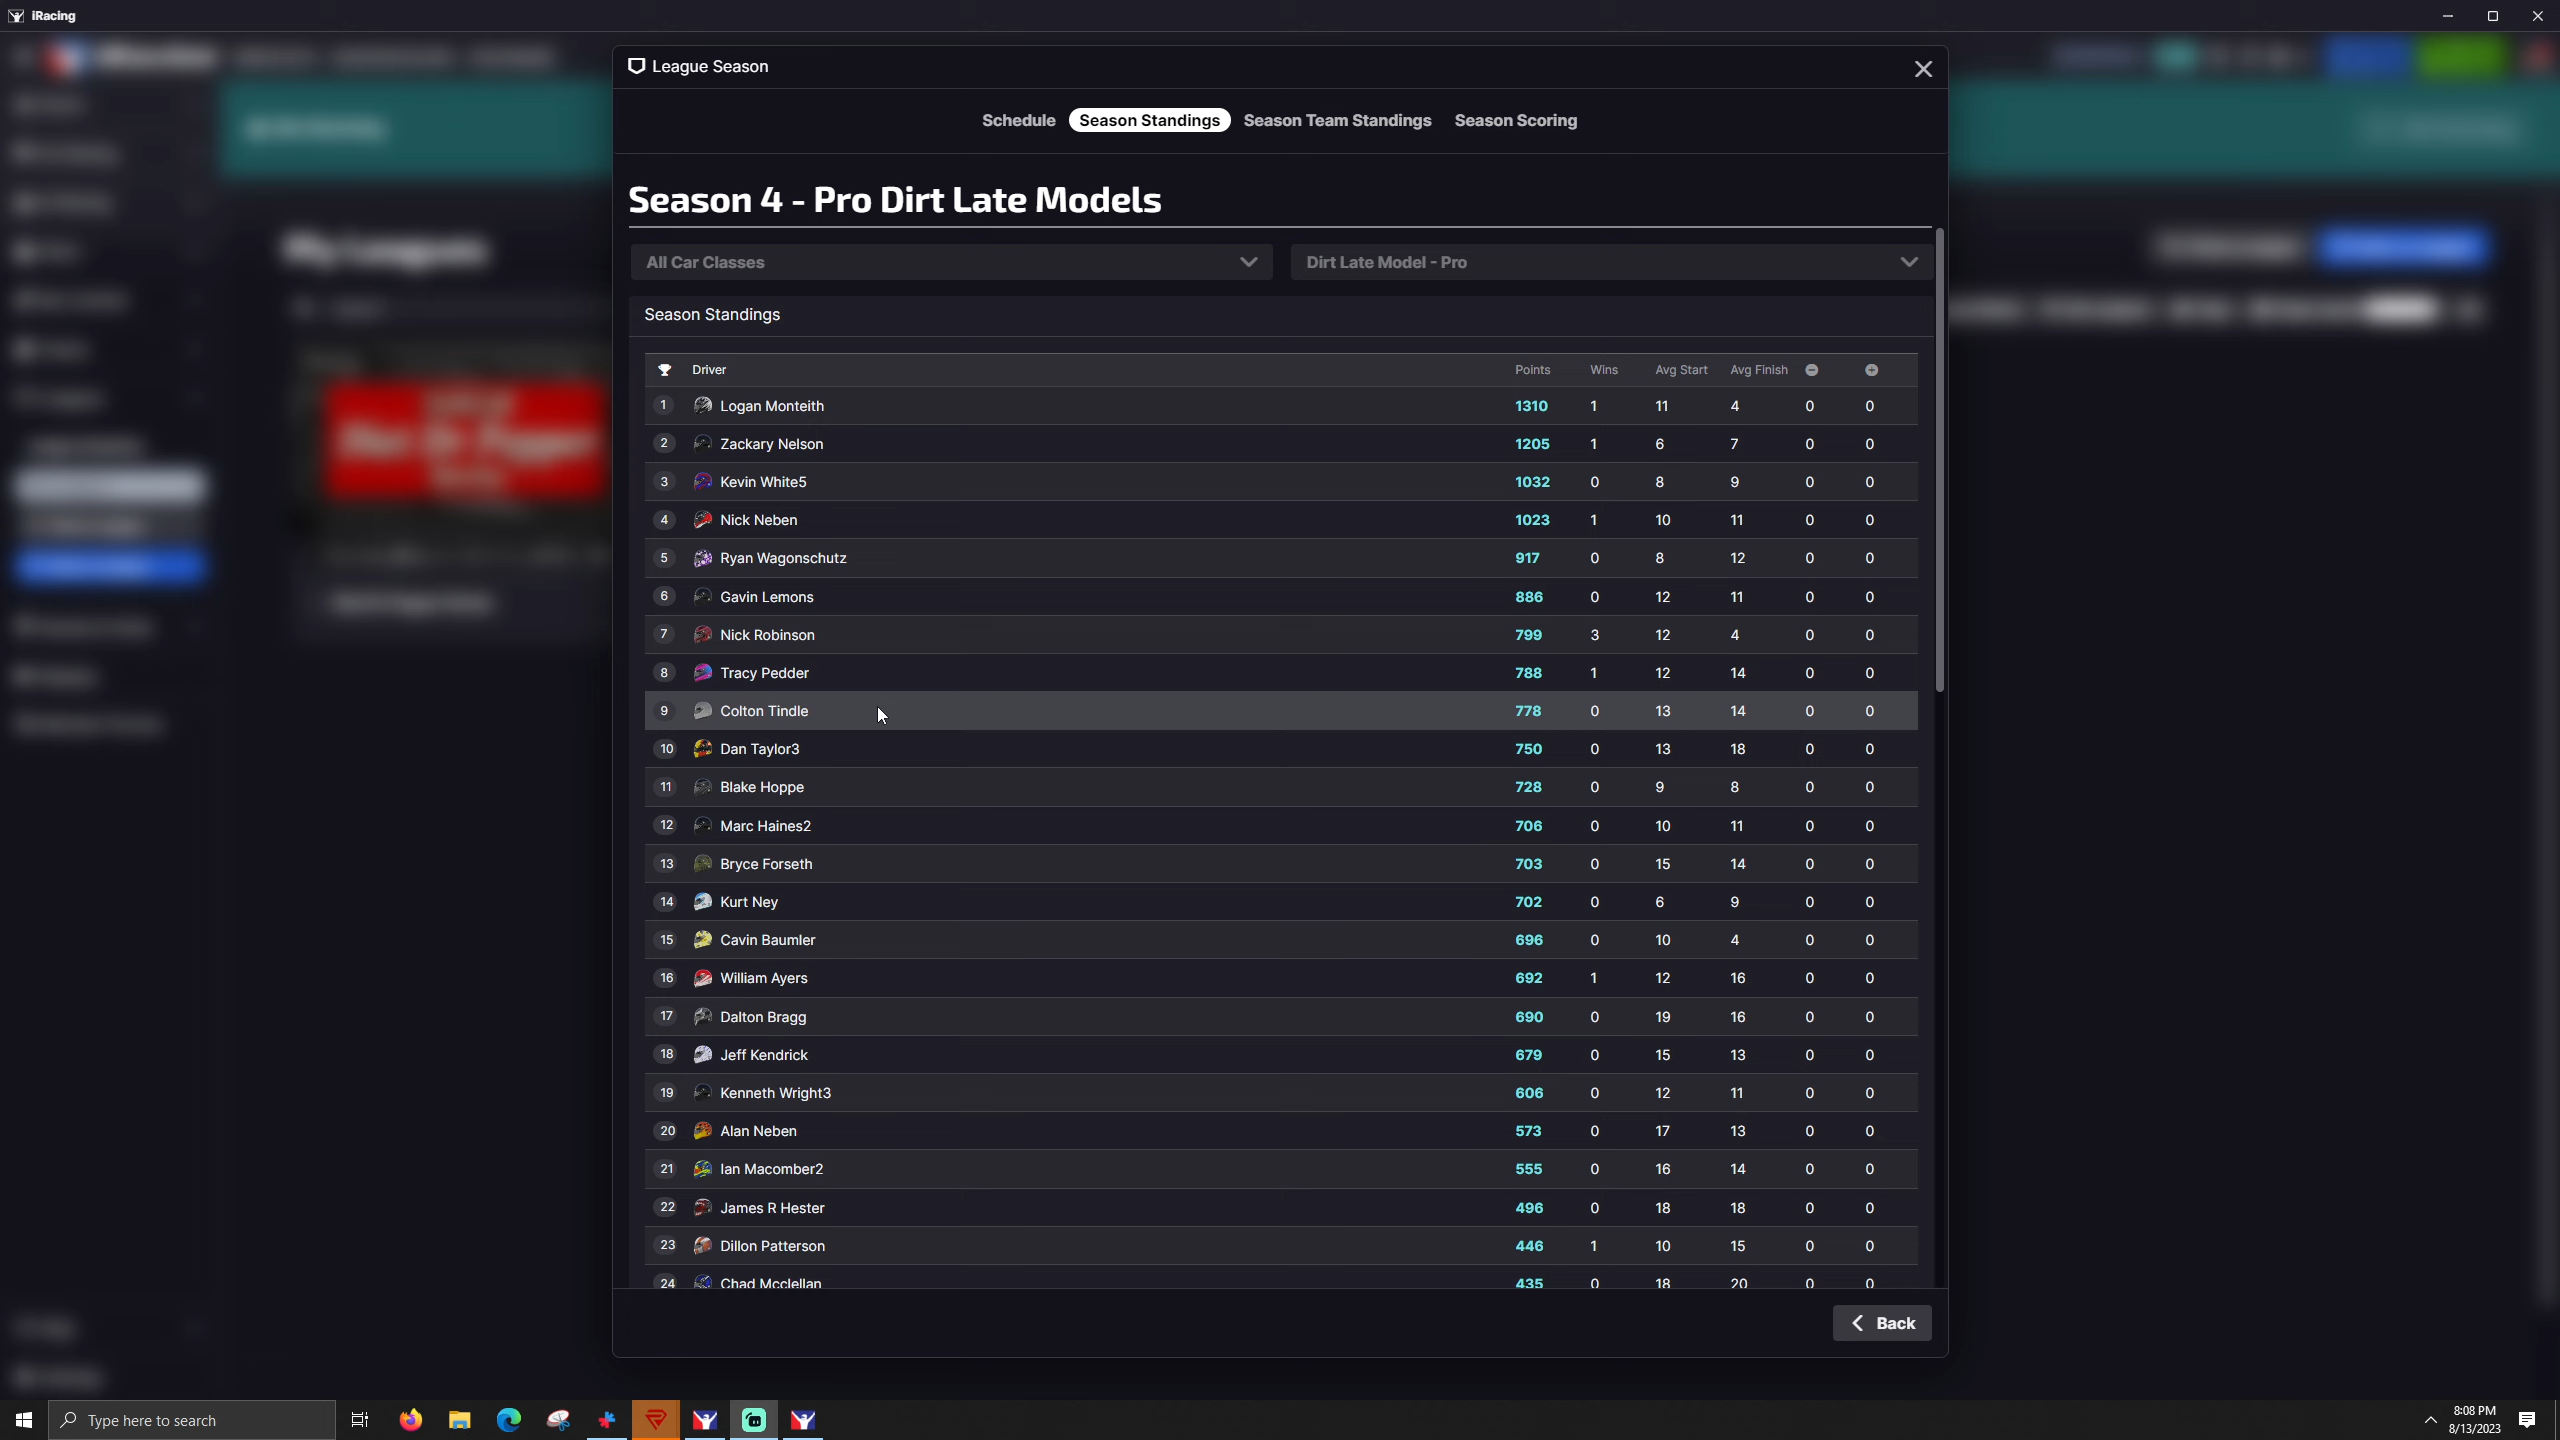 iRacing
League Season
Schedule Season Standings Season Team Standings Season Scoring
Season 4 - Pro Dirt Late Models
All Car Classes Dirt Late Model - Pro
Season Standings
Driver Points Wins Avg Start Avg Finish
1 Logan Monteith 1310 1 11 4 0 0
2 Zackary Nelson 1205 1 6 7 0 0
3 Kevin White5 1032 0 8 9 0 0
4 Nick Neben 1023 1 10 11 0 0
5 Ryan Wagonschutz 917 0 8 12 0 0
6 Gavin Lemons 886 0 12 11 0 0
7 Nick Robinson 799 3 12 4 0 0
8 Tracy Pedder 788 1 12 14 0 0
9 Colton Tindle 778 0 13 14 0 0
10 Dan Taylor3 750 0 13 18 0 0
11 Blake Hoppe 728 0 9 8 0 0
12 Marc Haines2 706 0 10 11 0 0
13 Bryce Forseth 703 0 15 14 0 0
14 Kurt Ney 702 0 6 9 0 0
15 Cavin Baumler 696 0 10 4 0 0
16 William Ayers 692 1 12 16 0 0
17 Dalton Bragg 690 0 19 16 0 0
18 Jeff Kendrick 679 0 15 13 0 0
19 Kenneth Wright3 606 0 12 11 0 0
20 Alan Neben 573 0 17 13 0 0
21 Ian Macomber2 555 0 16 14 0 0
22 James R Hester 496 0 18 18 0 0
23 Dillon Patterson 446 1 10 15 0 0
24 Chad Mcclellan 435 0 18 20 0 0
Back
My Leagues
Type here to search
8:08 PM
8/13/2023